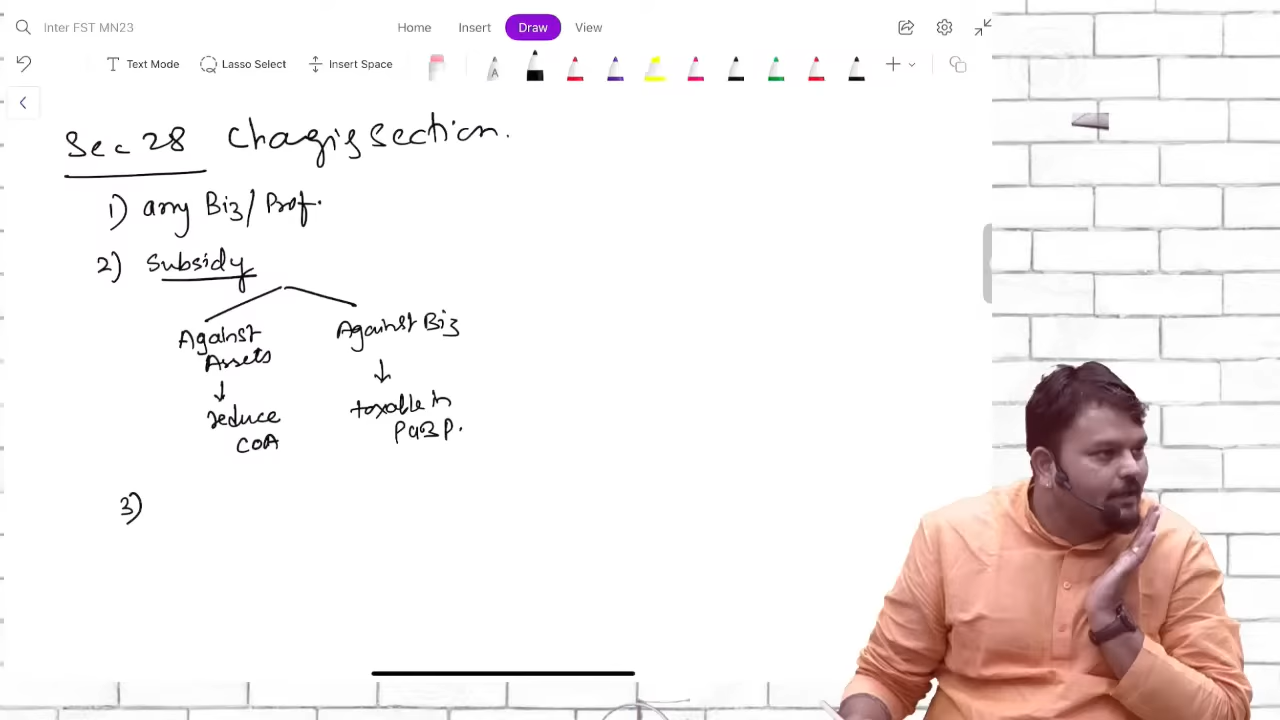 Inter FST MN23
Home Insert Draw View
Text Mode Lasso Select Insert Space
A
Sec 28 Charging section.
1) any Biz/Prof.
2) Subsidy
Against Assets
Against Biz
↓ reduce COA
↓ taxable in PGBP.
3)